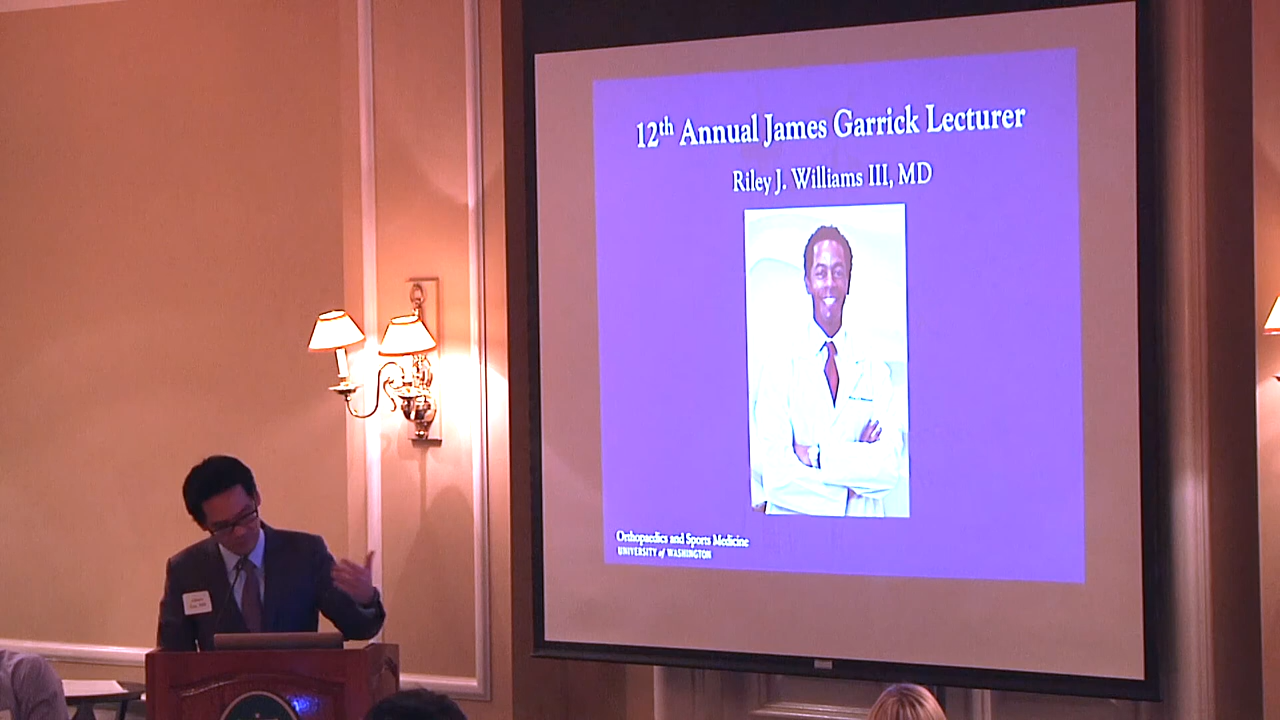 12th Annual James Garrick Lecturer
Riley J. Williams III, MD
Orthopaedics and Sports Medicine
UNIVERSITY of WASHINGTON